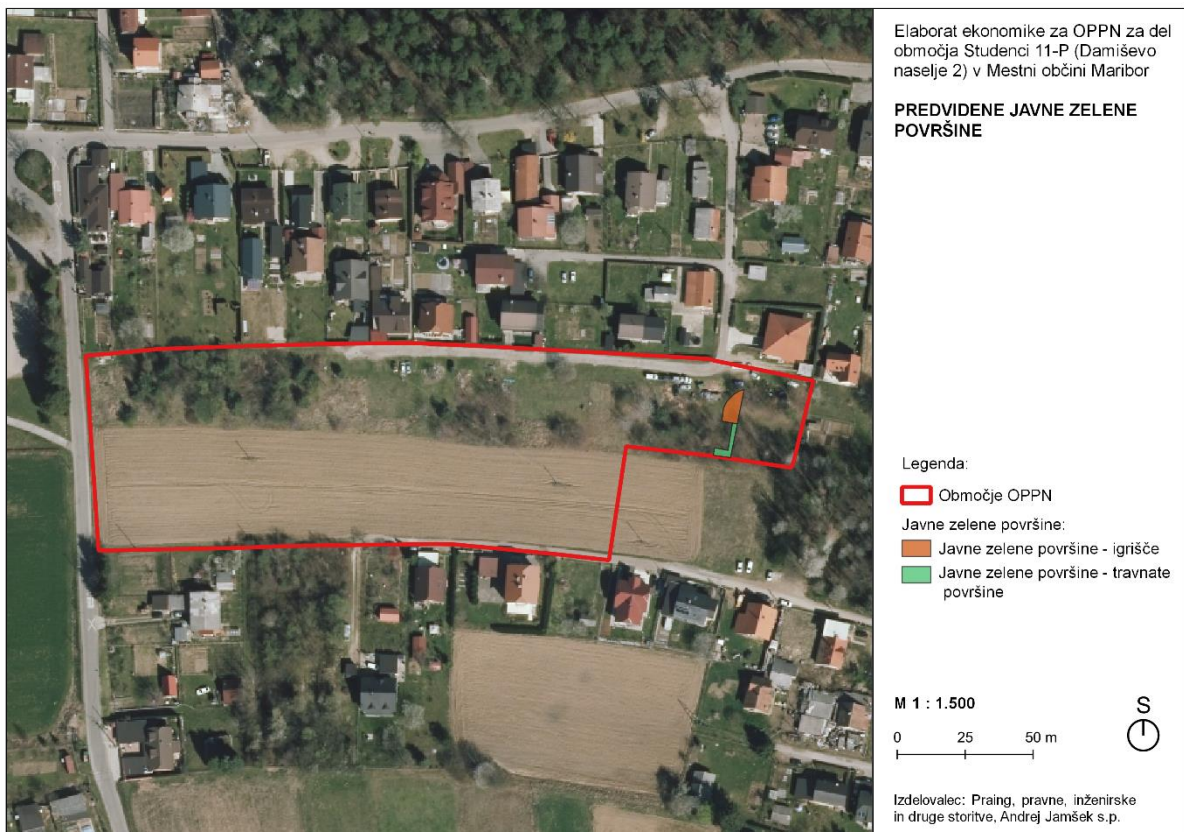 Elaborat ekonomike za OPPN za del
območja Studenci 11-P (Damiševo
naselje 2) v Mestni občini Maribor
PREDVIDENE JAVNE ZELENE
POVRŠINE
Legenda:
Območje OPPN
Javne zelene površine:
Javne zelene površine - igrišče
Javne zelene površine - travnate
površine
M 1 : 1.500
S
0 25 50 m
Izdelovalec: Praing, pravne, inženirske
in druge storitve, Andrej Jamšek s.p.